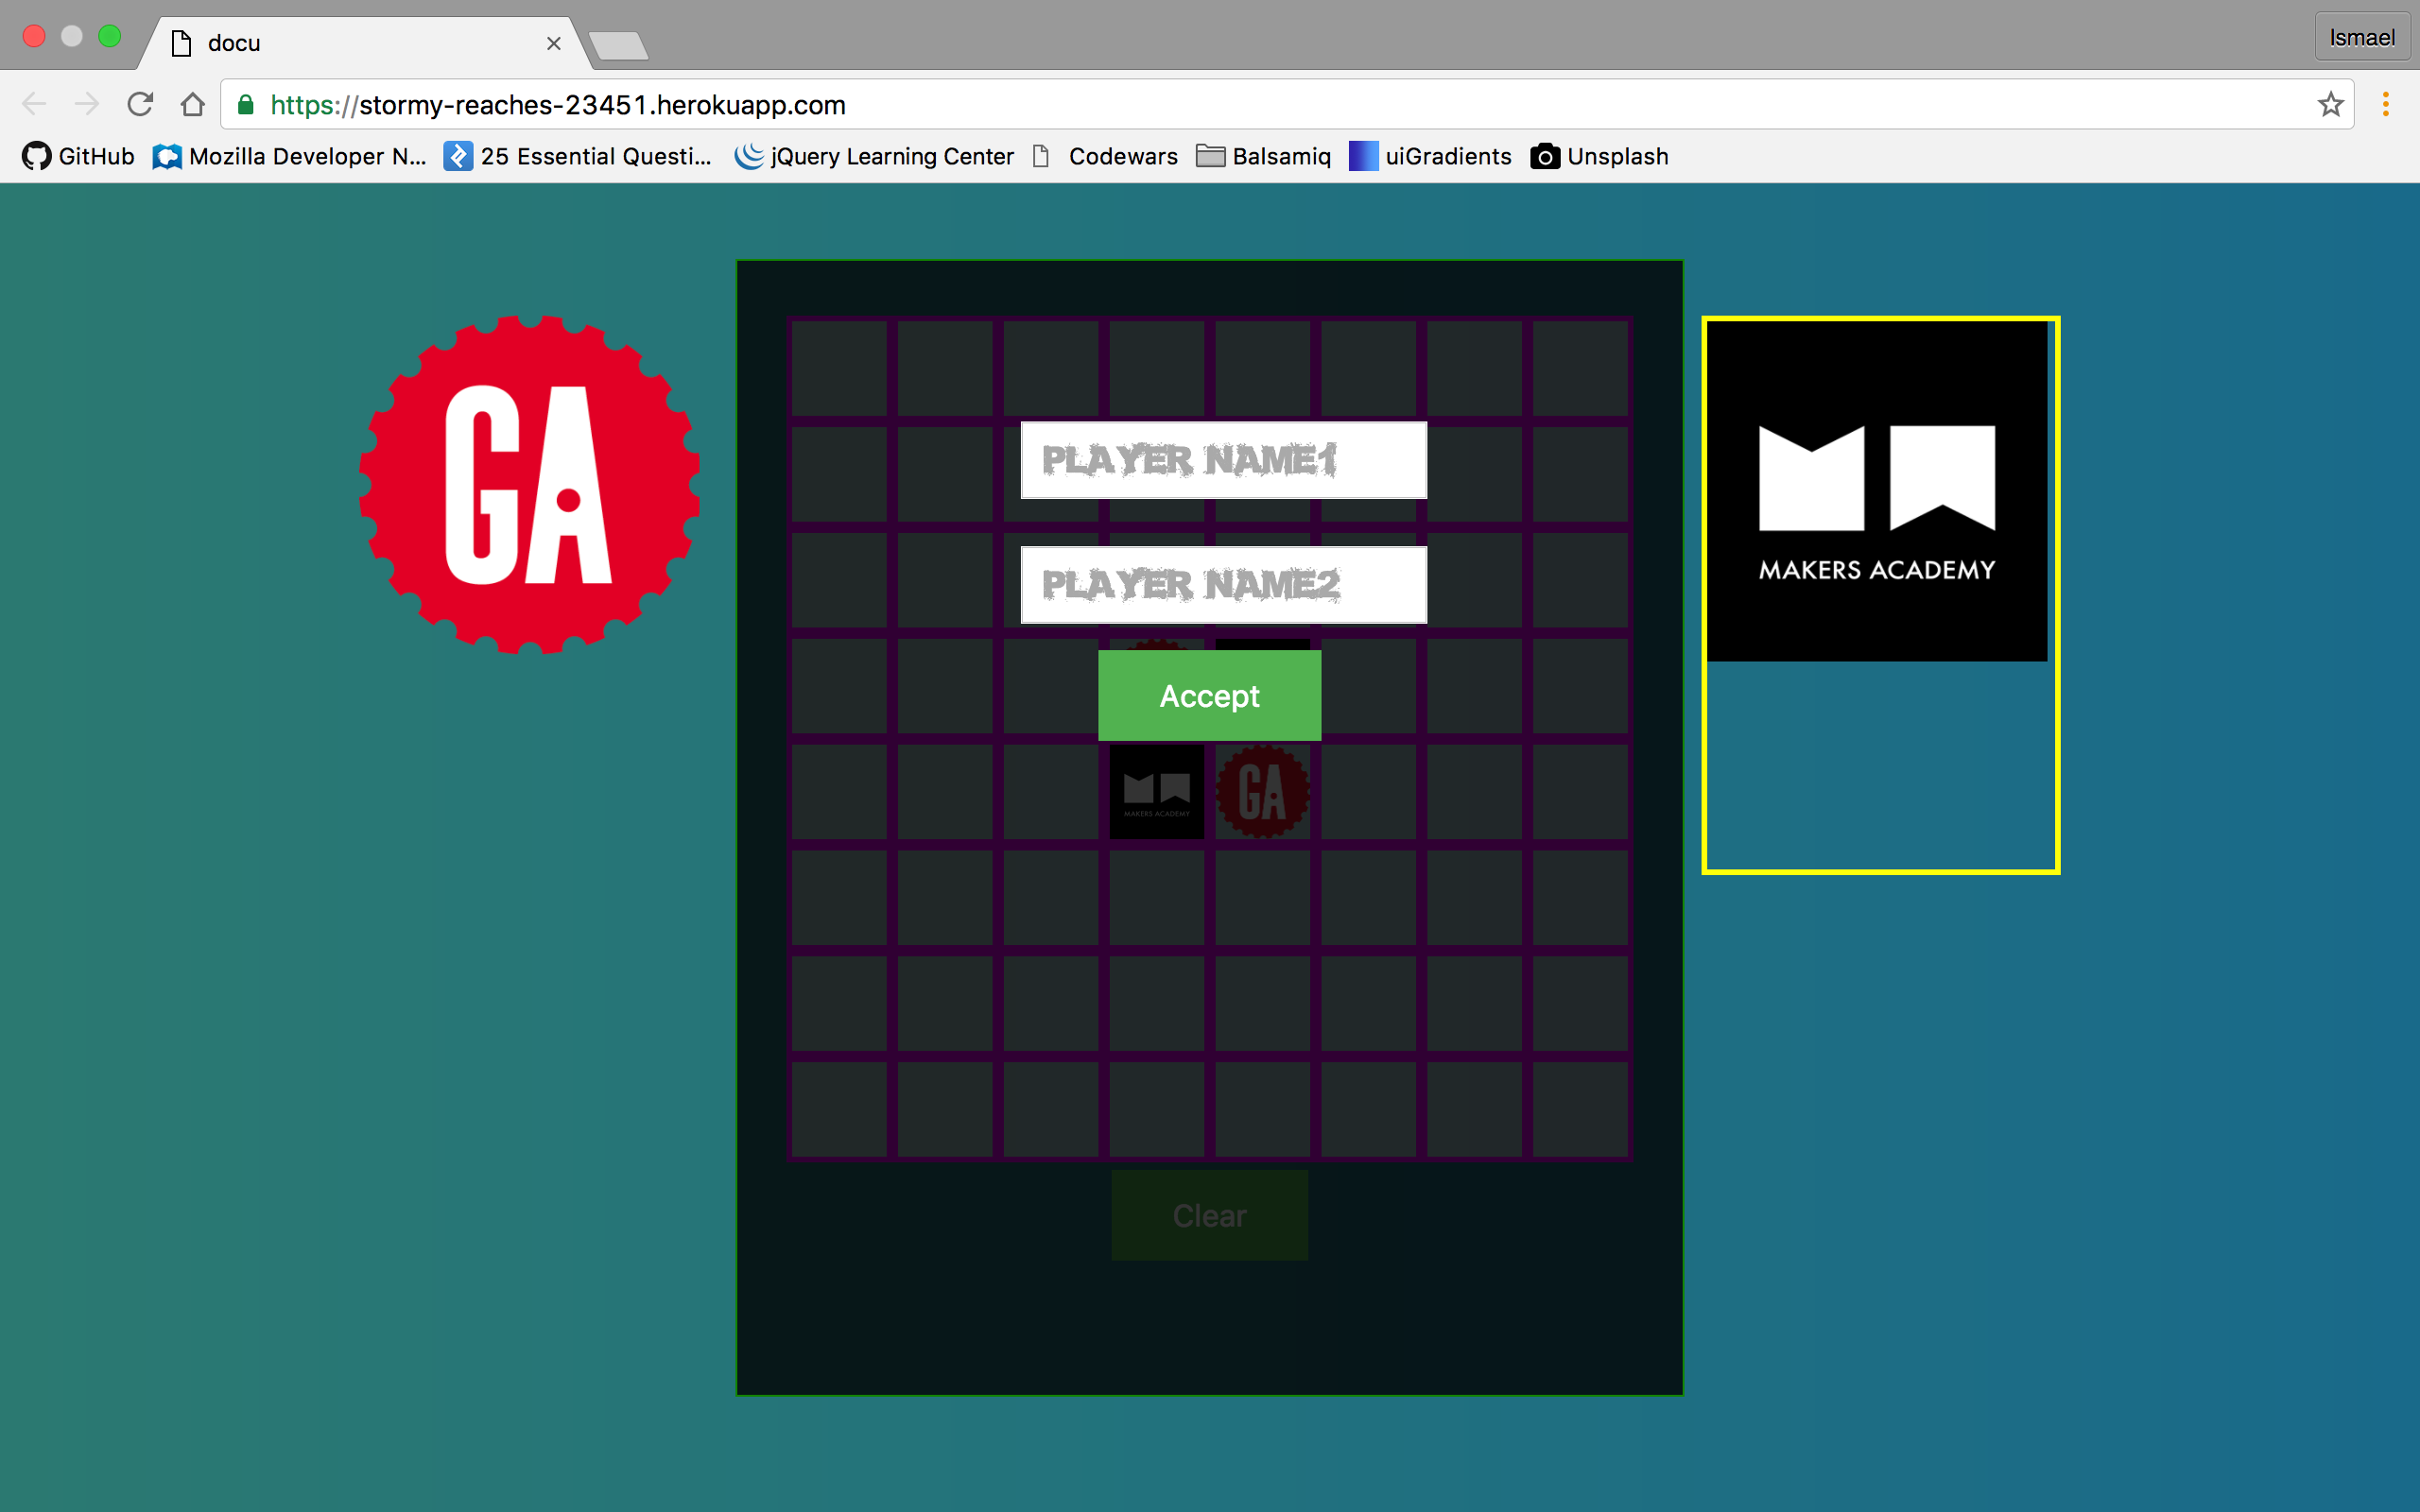 docu
Ismael
https://stormy-reaches-23451.herokuapp.com
GitHub Mozilla Developer N... 25 Essential Questi... jQuery Learning Center Codewars Balsamiq uiGradients Unsplash
GA
PLAYER NAME1
PLAYER NAME2
Accept
MAKERS ACADEMY
MAKERS ACADEMY GA
Clear